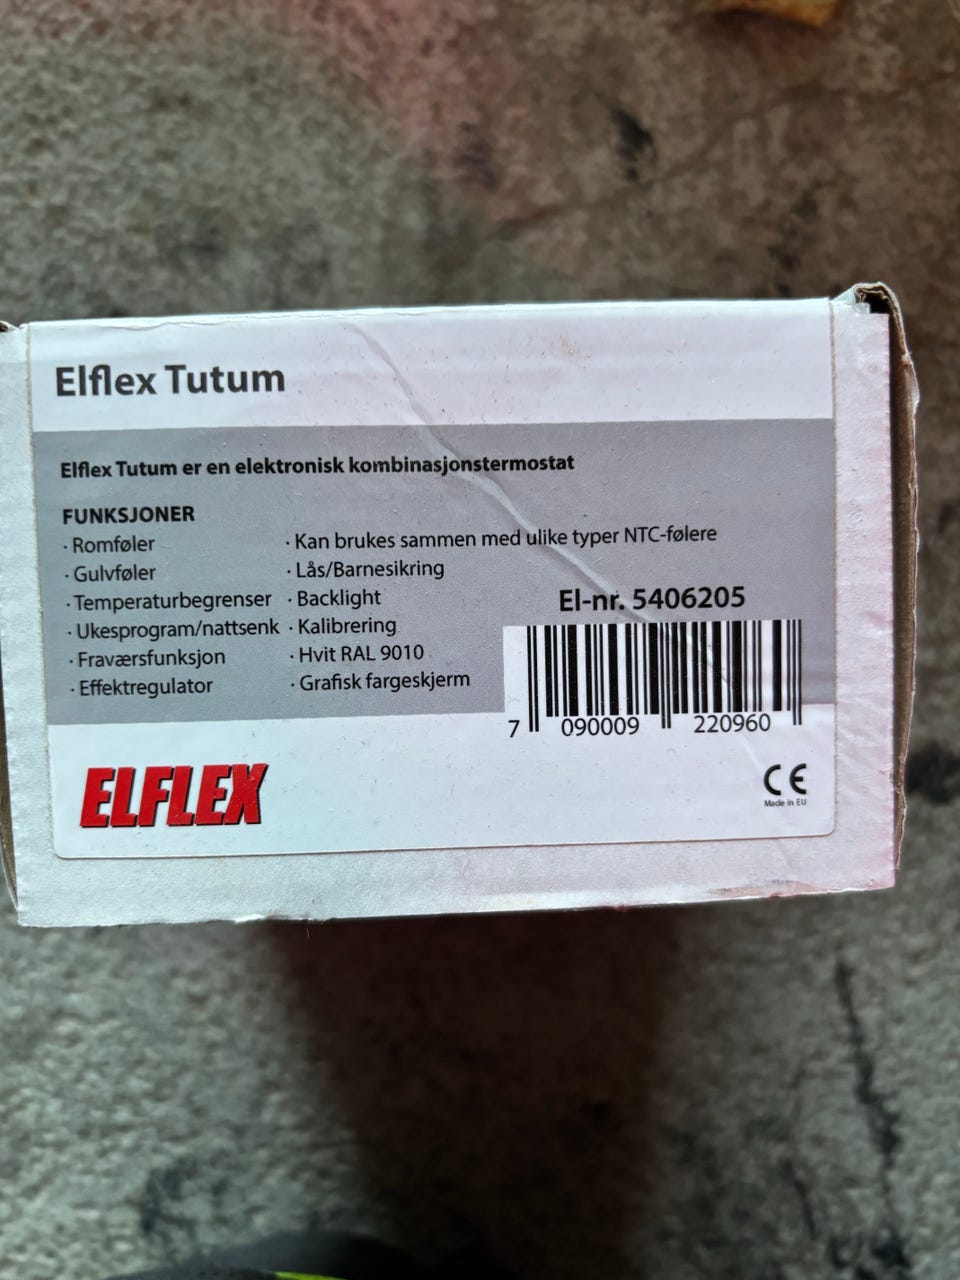 Elflex Tutum
Elflex Tutum er en elektronisk kombinasjonstermostat
FUNKSJONER
· Romføler
· Gulvføler
· Temperaturbegrenser
· Ukesprogram/nattsenk
· Fraværsfunksjon
· Effektregulator
· Kan brukes sammen med ulike typer NTC-følere
· Lås/Barnesikring
· Backlight
· Kalibrering
· Hvit RAL 9010
· Grafisk fargeskjerm
El-nr. 5406205
7 090009 220960
ELFLEX
CE
Made in EU